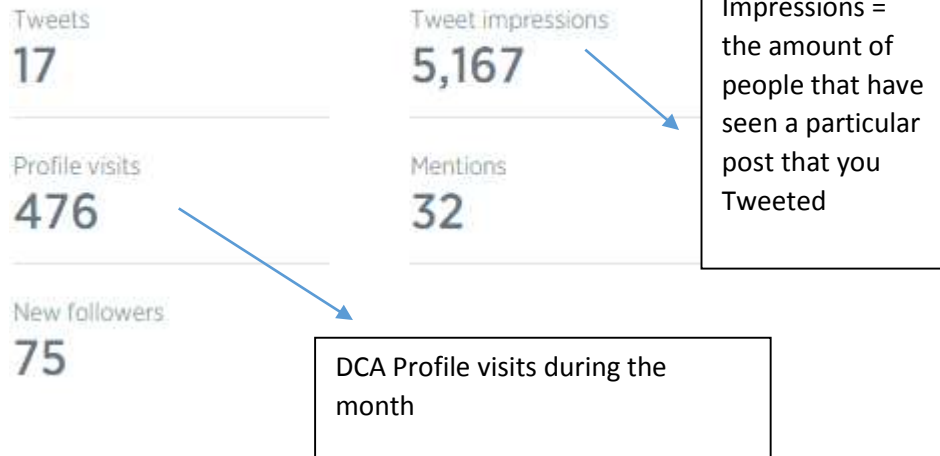 Tweets
17
Tweet impressions
5,167
Impressions =
the amount of
people that have
seen a particular
post that you
Tweeted
Profile visits
476
Mentions
32
New followers
75
DCA Profile visits during the
month